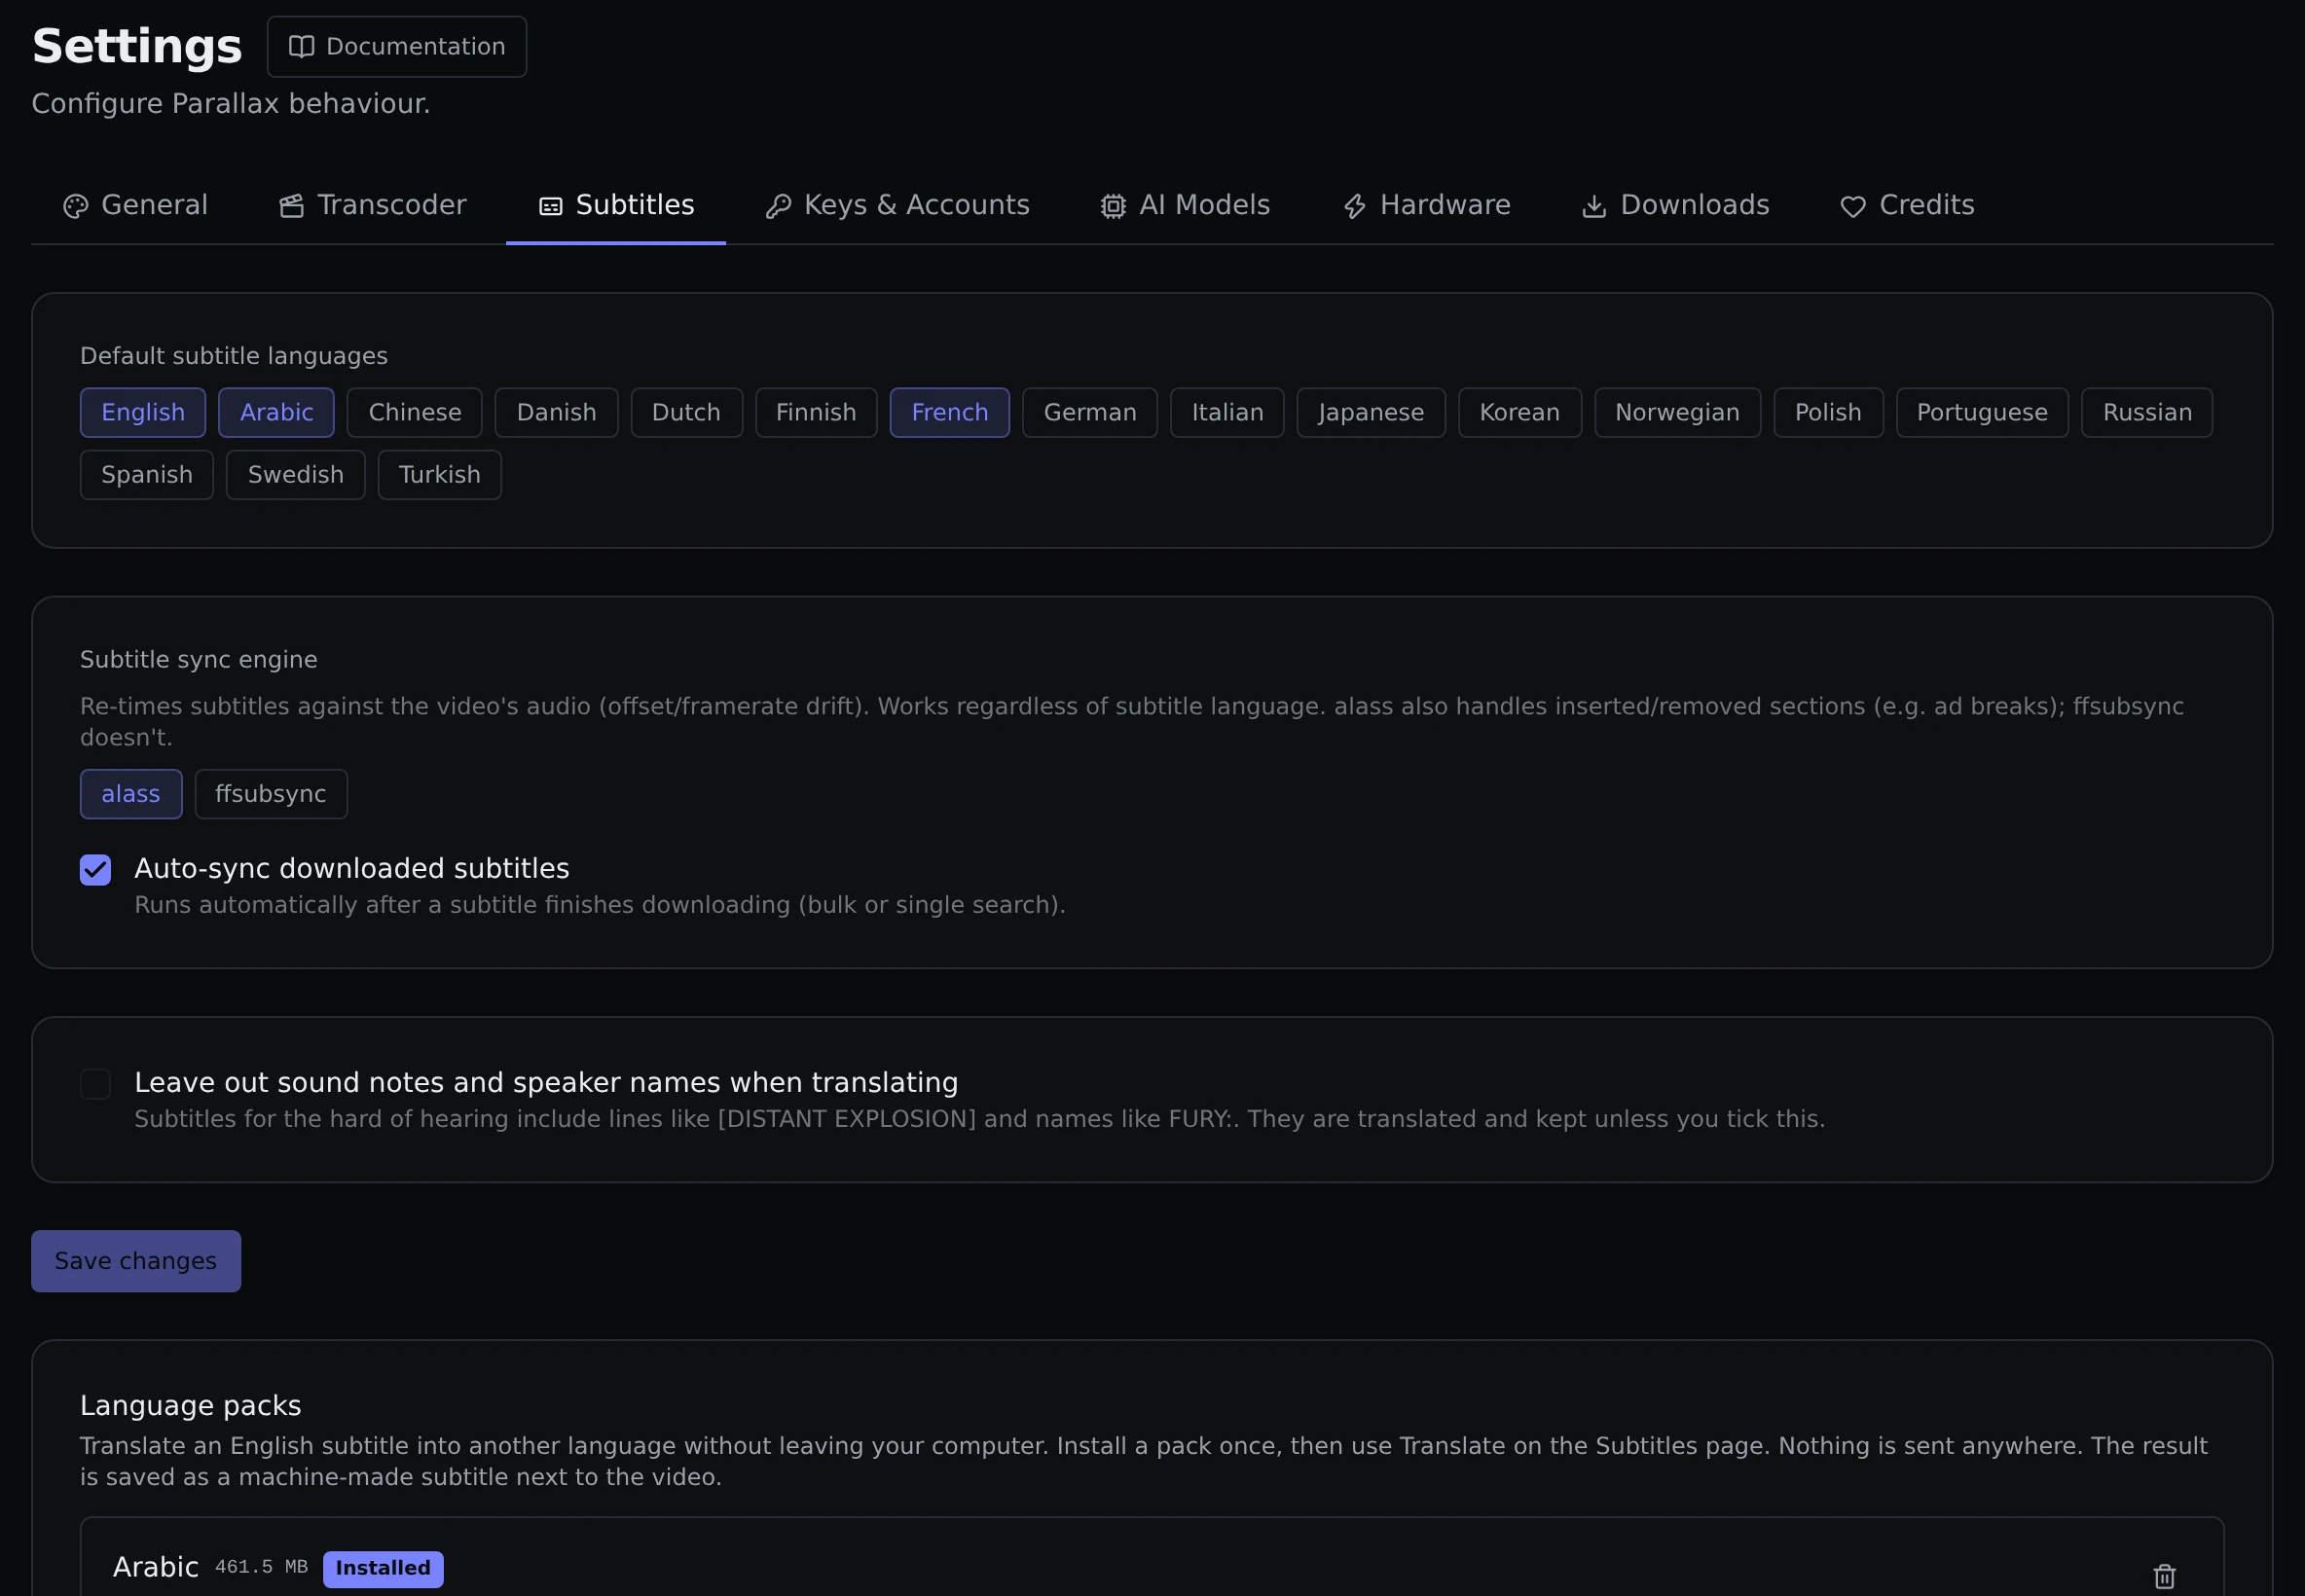 Settings
Documentation
Configure Parallax behaviour.
General
Transcoder
Subtitles
Keys & Accounts
AI Models
Hardware
Downloads
Credits
Default subtitle languages
English
Arabic
Chinese
Danish
Dutch
Finnish
French
German
Italian
Japanese
Korean
Norwegian
Polish
Portuguese
Russian
Spanish
Swedish
Turkish
Subtitle sync engine
Re-times subtitles against the video's audio (offset/framerate drift). Works regardless of subtitle language. alass also handles inserted/removed sections (e.g. ad breaks); ffsubsync
doesn't.
alass
ffsubsync
Auto-sync downloaded subtitles
Runs automatically after a subtitle finishes downloading (bulk or single search).
Leave out sound notes and speaker names when translating
Subtitles for the hard of hearing include lines like [DISTANT EXPLOSION] and names like FURY:. They are translated and kept unless you tick this.
Save changes
Language packs
Translate an English subtitle into another language without leaving your computer. Install a pack once, then use Translate on the Subtitles page. Nothing is sent anywhere. The result
is saved as a machine-made subtitle next to the video.
Arabic 461.5 MB Installed